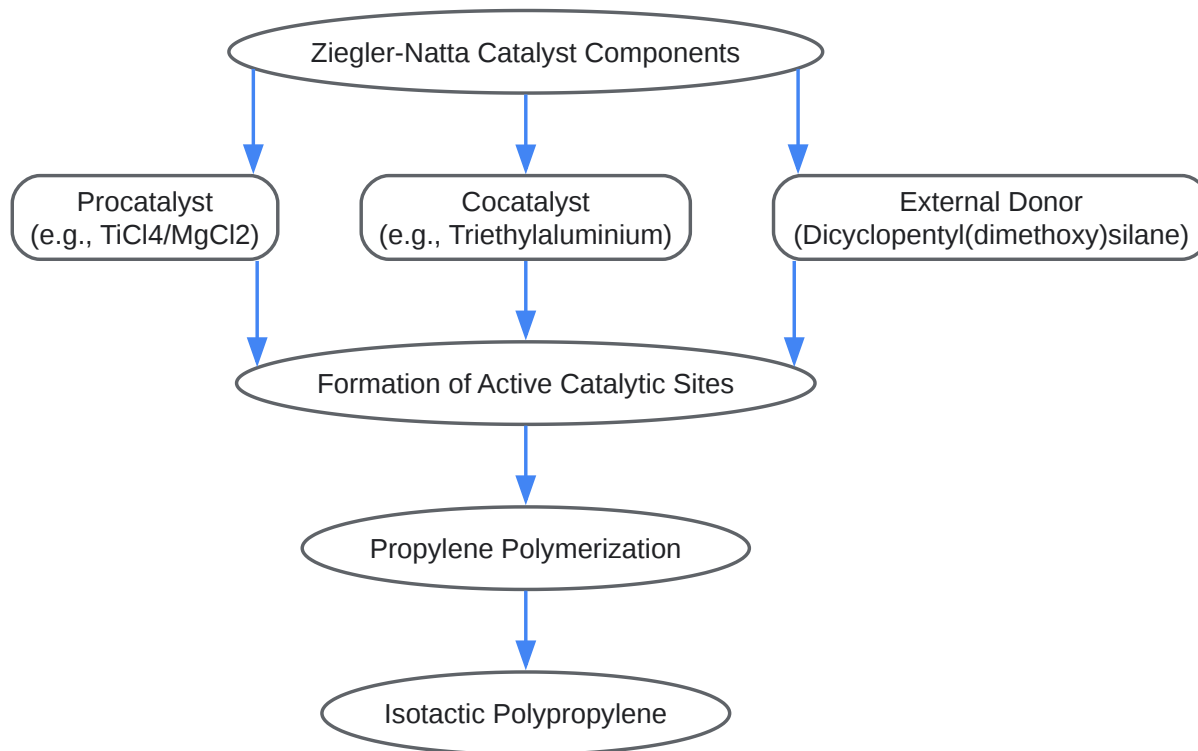 Ziegler-Natta Catalyst Components
Procatalyst
(e.g., TiCl4/MgCl2)
Cocatalyst
(e.g., Triethylaluminium)
External Donor
(Dicyclopentyl(dimethoxy)silane)
Formation of Active Catalytic Sites
Propylene Polymerization
Isotactic Polypropylene